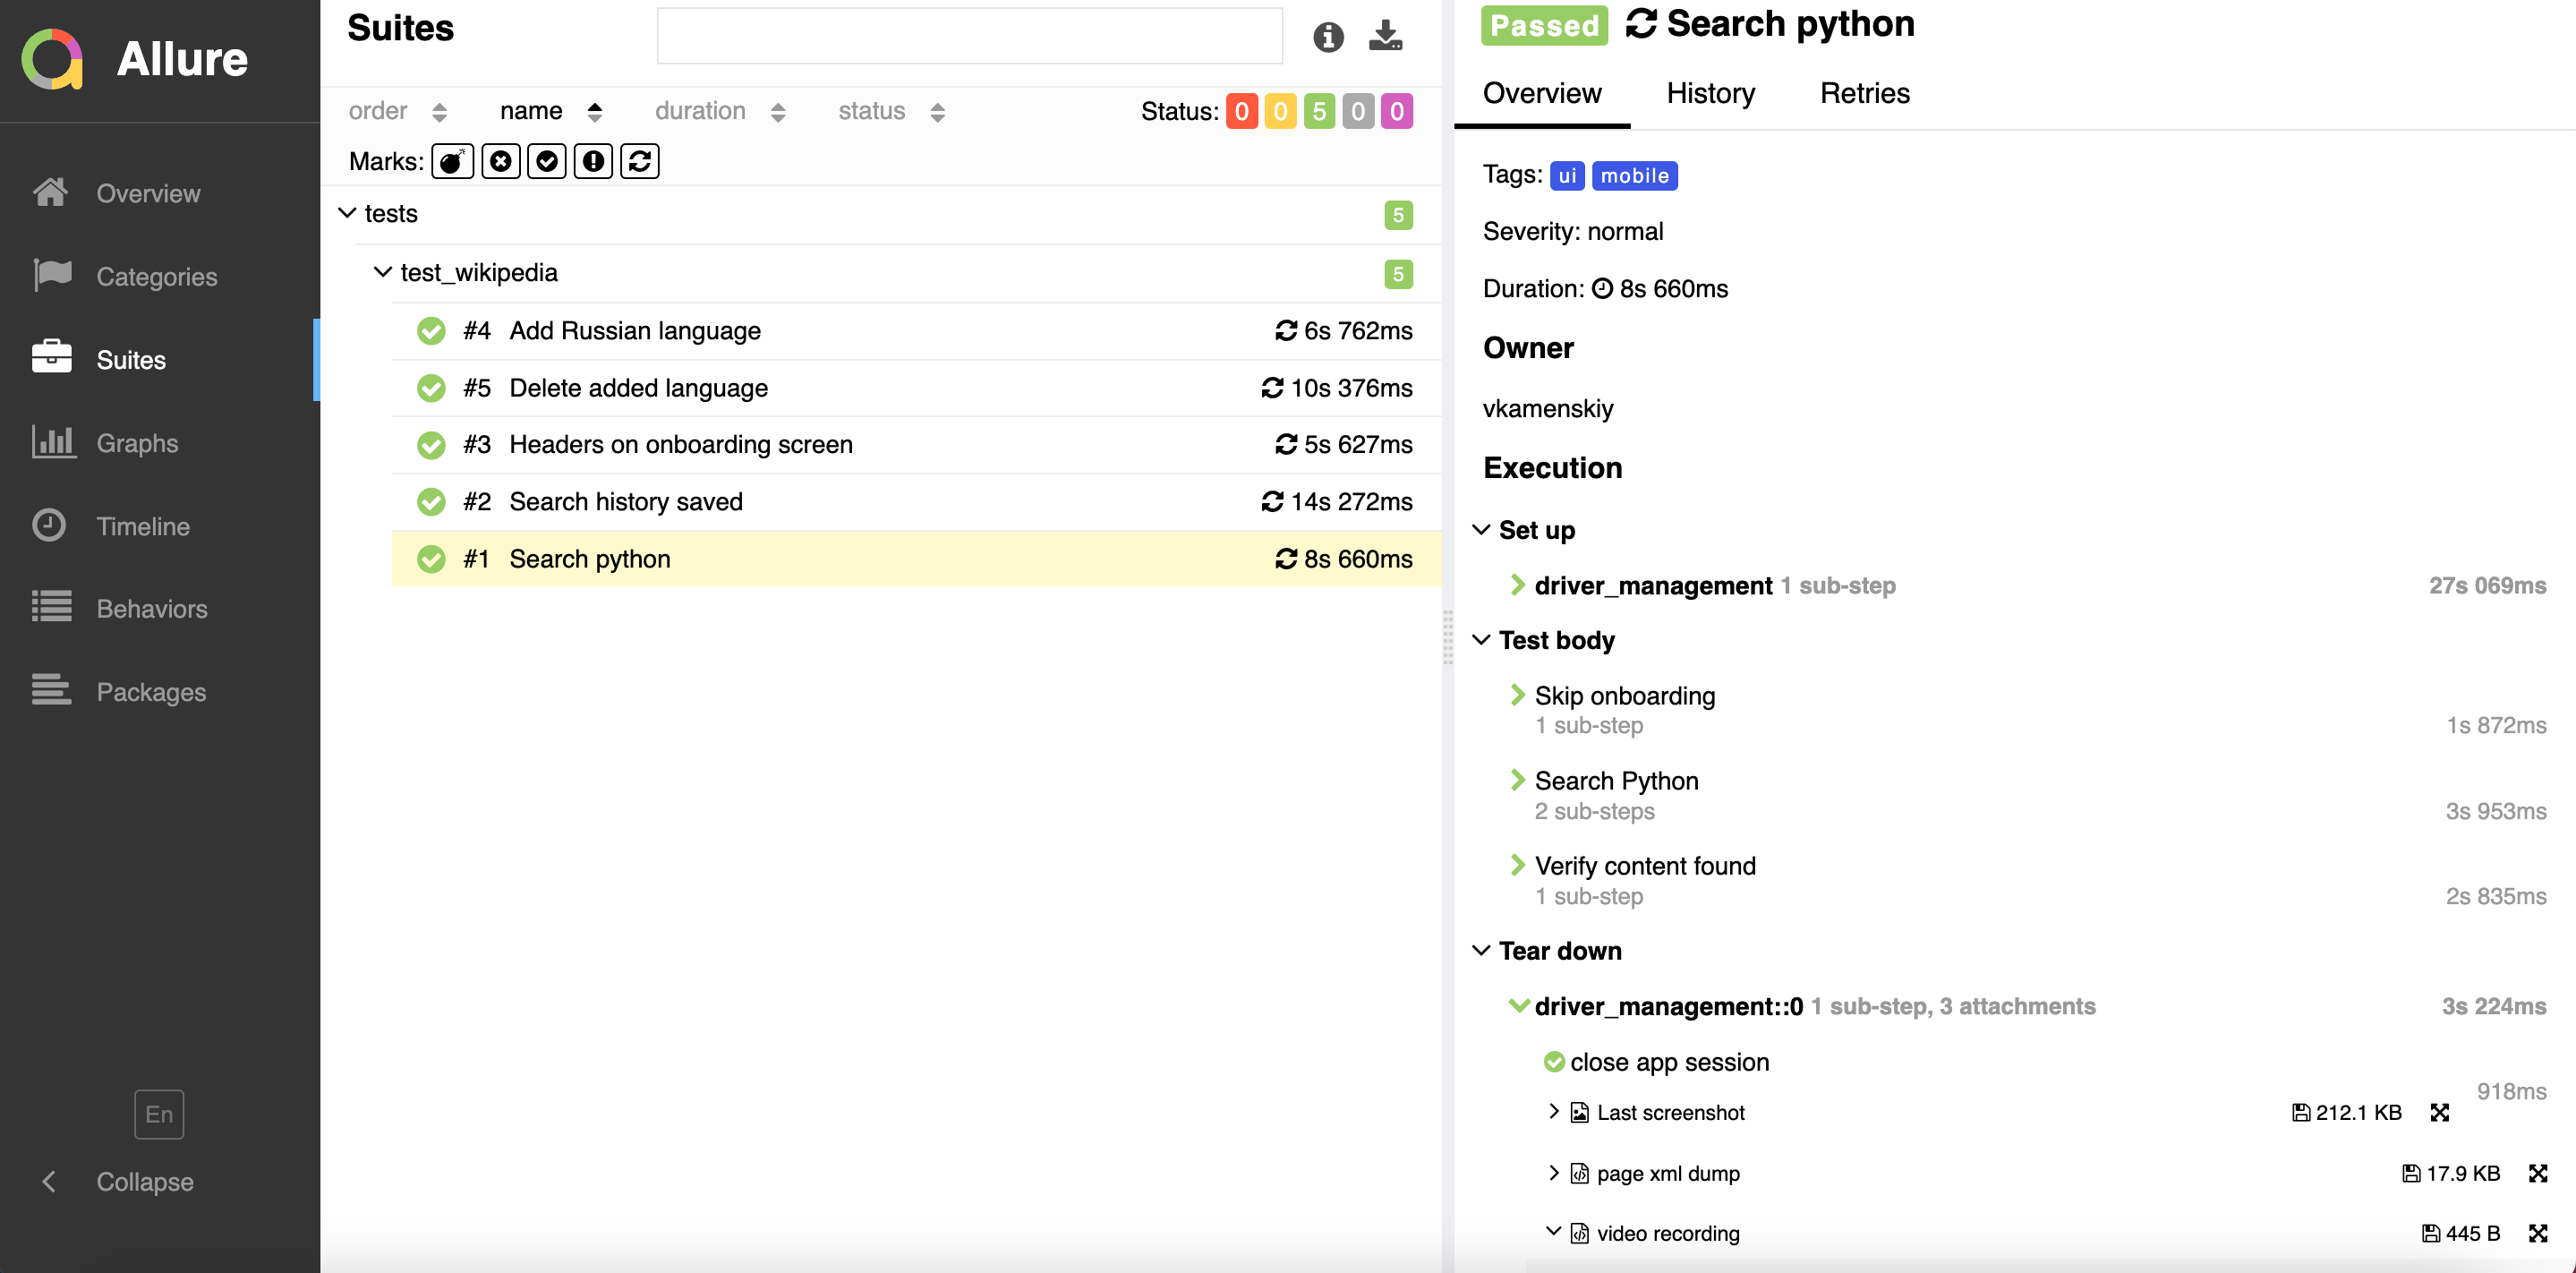 Allure
Overview
Categories
Suites
Graphs
Timeline
Behaviors
Packages
En
Collapse
Suites
order name duration status Status: 0 0 5 0 0
Marks:
tests 5
test_wikipedia 5
#4 Add Russian language 6s 762ms
#5 Delete added language 10s 376ms
#3 Headers on onboarding screen 5s 627ms
#2 Search history saved 14s 272ms
#1 Search python 8s 660ms
Passed Search python
Overview History Retries
Tags: ui mobile
Severity: normal
Duration: 8s 660ms
Owner
vkamenskiy
Execution
Set up
driver_management 1 sub-step 27s 069ms
Test body
Skip onboarding
1 sub-step 1s 872ms
Search Python
2 sub-steps 3s 953ms
Verify content found
1 sub-step 2s 835ms
Tear down
driver_management::0 1 sub-step, 3 attachments 3s 224ms
close app session
918ms
Last screenshot 212.1 KB
page xml dump 17.9 KB
video recording 445 B